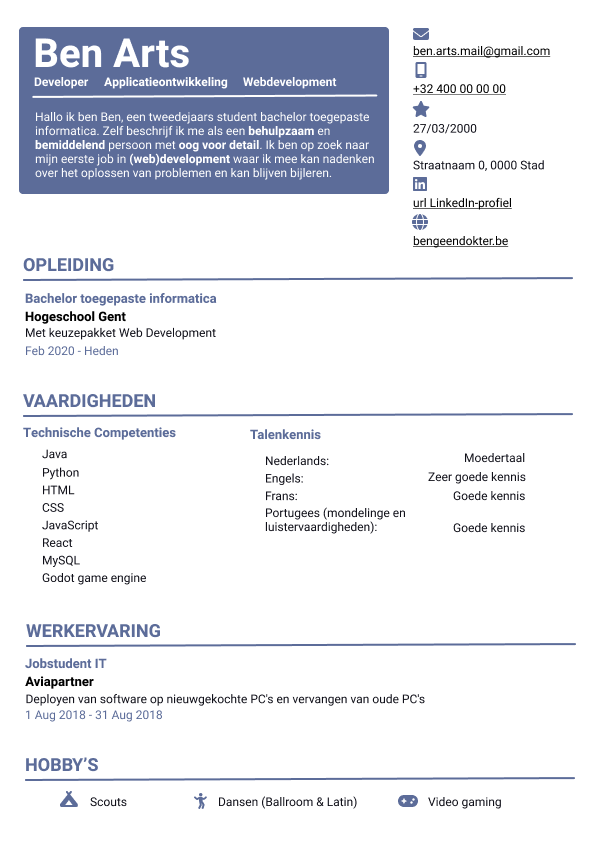 Ben Arts
Developer Applicatieontwikkeling Webdevelopment
Hallo ik ben Ben, een tweedejaars student bachelor toegepaste
informatica. Zelf beschrijf ik me als een behulpzaam en
bemiddelend persoon met oog voor detail. Ik ben op zoek naar
mijn eerste job in (web)development waar ik mee kan nadenken
over het oplossen van problemen en kan blijven bijleren.
ben.arts.mail@gmail.com
+32 400 00 00 00
27/03/2000
Straatnaam 0, 0000 Stad
url LinkedIn-profiel
bengeendokter.be
OPLEIDING
Bachelor toegepaste informatica
Hogeschool Gent
Met keuzepakket Web Development
Feb 2020 - Heden
VAARDIGHEDEN
Technische Competenties
Java
Python
HTML
CSS
JavaScript
React
MySQL
Godot game engine
Talenkennis
Nederlands: Moedertaal
Engels: Zeer goede kennis
Frans: Goede kennis
Portugees (mondelinge en
luistervaardigheden): Goede kennis
WERKERVARING
Jobstudent IT
Aviapartner
Deployen van software op nieuwgekochte PC's en vervangen van oude PC's
1 Aug 2018 - 31 Aug 2018
HOBBY’S
Scouts Dansen (Ballroom & Latin) Video gaming